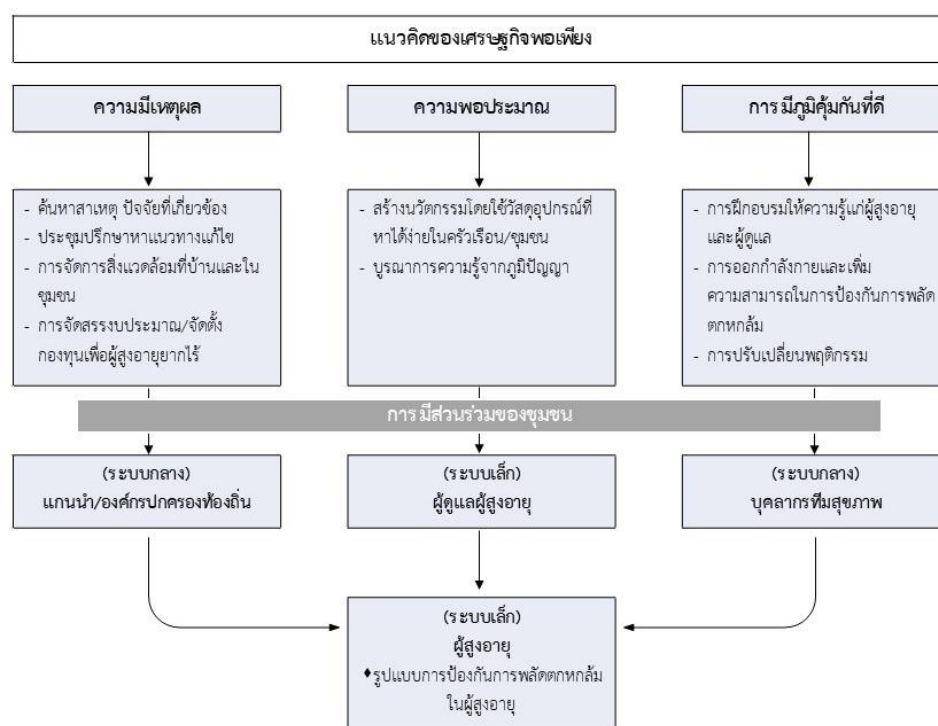 แนวคิดของเศรษฐกิจพอเพียง
ความมีเหตุผล
ความพอประมาณ
การมีภูมิคุ้มกันที่ดี
- ค้นหาสาเหตุ ปัจจัยที่เกี่ยวข้อง
- ประชุมปรึกษาหาแนวทางแก้ไข
- การจัดการสิ่งแวดล้อมที่บ้านและใน
ชุมชน
- การจัดสรรงบประมาณ/จัดตั้ง
กองทุนเพื่อผู้สูงอายุยากไร้
- สร้างนวัตกรรมโดยใช้วัสดุอุปกรณ์ที่
หาได้ง่ายในครัวเรือน/ชุมชน
- บูรณาการความรู้จากภูมิปัญญา
- การฝึกอบรมให้ความรู้แก่ผู้สูงอายุ
และผู้ดูแล
- การออกกำลังกายและเพิ่ม
ความสามารถในการป้องกันการพลัด
ตกหกล้ม
- การปรับเปลี่ยนพฤติกรรม
การมีส่วนร่วมของชุมชน
(ระบบกลาง)
แกนนำ/องค์กรปกครองท้องถิ่น
(ระบบเล็ก)
ผู้ดูแลผู้สูงอายุ
(ระบบกลาง)
บุคลากรทีมสุขภาพ
(ระบบเล็ก)
ผู้สูงอายุ
♦รูปแบบการป้องกันการพลัดตกหกล้ม
ในผู้สูงอายุ